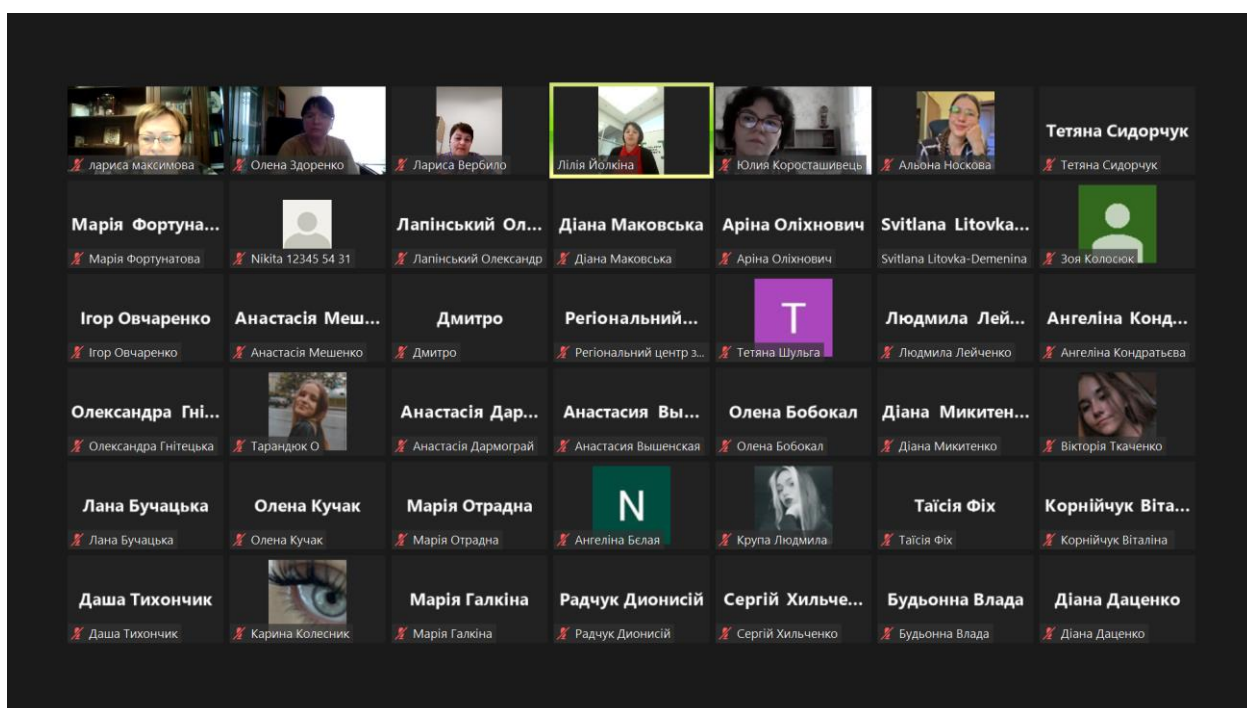 лариса максимова
Олена Здоренко
Лариса Вербило
Лілія Йолкіна
Юлия Коросташивець
Альона Носкова
Тетяна Сидорчук
Тетяна Сидорчук
Марія Фортуна...
Марія Фортунатова
Nikita 12345 54 31
Лапінський Ол...
Лапінський Олександр
Діана Маковська
Діана Маковська
Аріна Оліхнович
Аріна Оліхнович
Svitlana Litovka...
Svitlana Litovka-Demenina
Зоя Колосюк
Ігор Овчаренко
Ігор Овчаренко
Анастасія Меш...
Анастасія Мешенко
Дмитро
Дмитро
Регіональний...
Регіональний центр з...
T
Тетяна Шульга
Людмила Лей...
Людмила Лейченко
Ангеліна Конд...
Ангеліна Кондратьєва
Олександра Гні...
Олександра Гнітецька
Тарандюк О
Анастасія Дар...
Анастасія Дармограй
Анастасия Вы...
Анастасия Вышенская
Олена Бобокал
Олена Бобокал
Діана Микитен...
Діана Микитенко
Вікторія Ткаченко
Лана Бучацька
Лана Бучацька
Олена Кучак
Олена Кучак
Марія Отрадна
Марія Отрадна
N
Ангеліна Бєлая
Крупа Людмила
Таїсія Фіх
Таїсія Фіх
Корнійчук Віта...
Корнійчук Віталіна
Даша Тихончик
Даша Тихончик
Карина Колесник
Марія Галкіна
Марія Галкіна
Радчук Дионисій
Радчук Дионисій
Сергій Хильче...
Сергій Хильченко
Будьонна Влада
Будьонна Влада
Діана Даценко
Діана Даценко